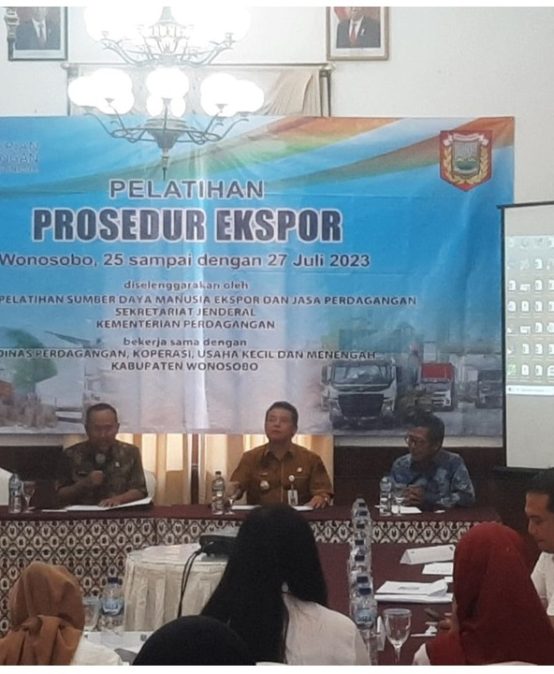 PELATIHAN
PROSEDUR EKSPOR
Wonosobo, 25 sampai dengan 27 Juli 2023
diselenggarakan oleh
PELATIHAN SUMBER DAYA MANUSIA EKSPOR DAN JASA PERDAGANGAN
SEKRETARIAT JENDERAL
KEMENTERIAN PERDAGANGAN
bekerja sama dengan
DINAS PERDAGANGAN, KOPERASI, USAHA KECIL DAN MENENGAH
KABUPATEN WONOSOBO